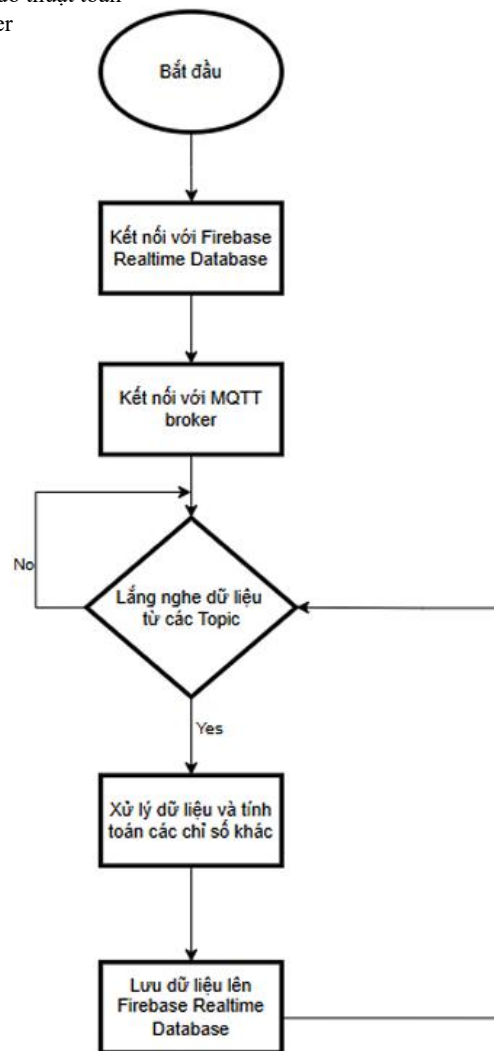 thuật toán
Bắt đầu
Kết nối với Firebase
Realtime Database
Kết nối với MQTT
broker
No
Lắng nghe dữ liệu
từ các Topic
Yes
Xử lý dữ liệu và tính
toán các chỉ số khác
Lưu dữ liệu lên
Firebase Realtime
Database